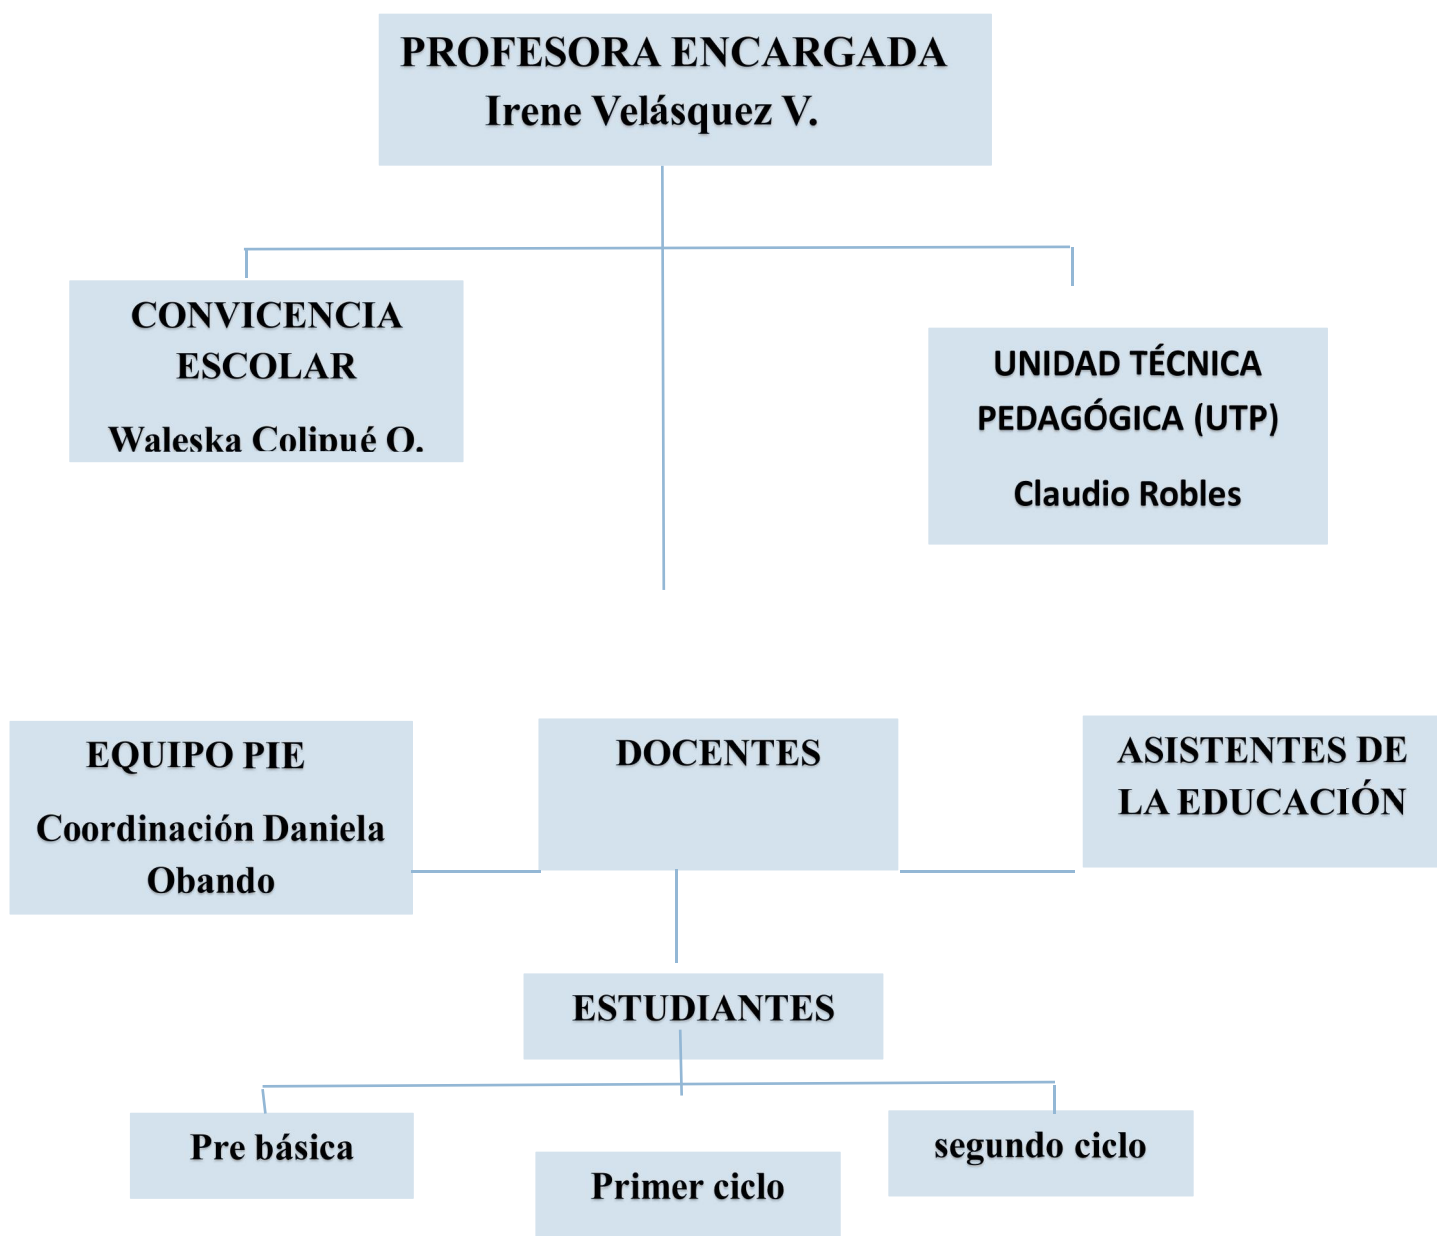 PROFESORA ENCARGADA
Irene Velásquez V.
CONVICENCIA
ESCOLAR
Waleska Colipué O.
UNIDAD TÉCNICA
PEDAGÓGICA (UTP)
Claudio Robles
EQUIPO PIE
Coordinación Daniela
Obando
DOCENTES
ASISTENTES DE
LA EDUCACIÓN
ESTUDIANTES
Pre básica
Primer ciclo
segundo ciclo